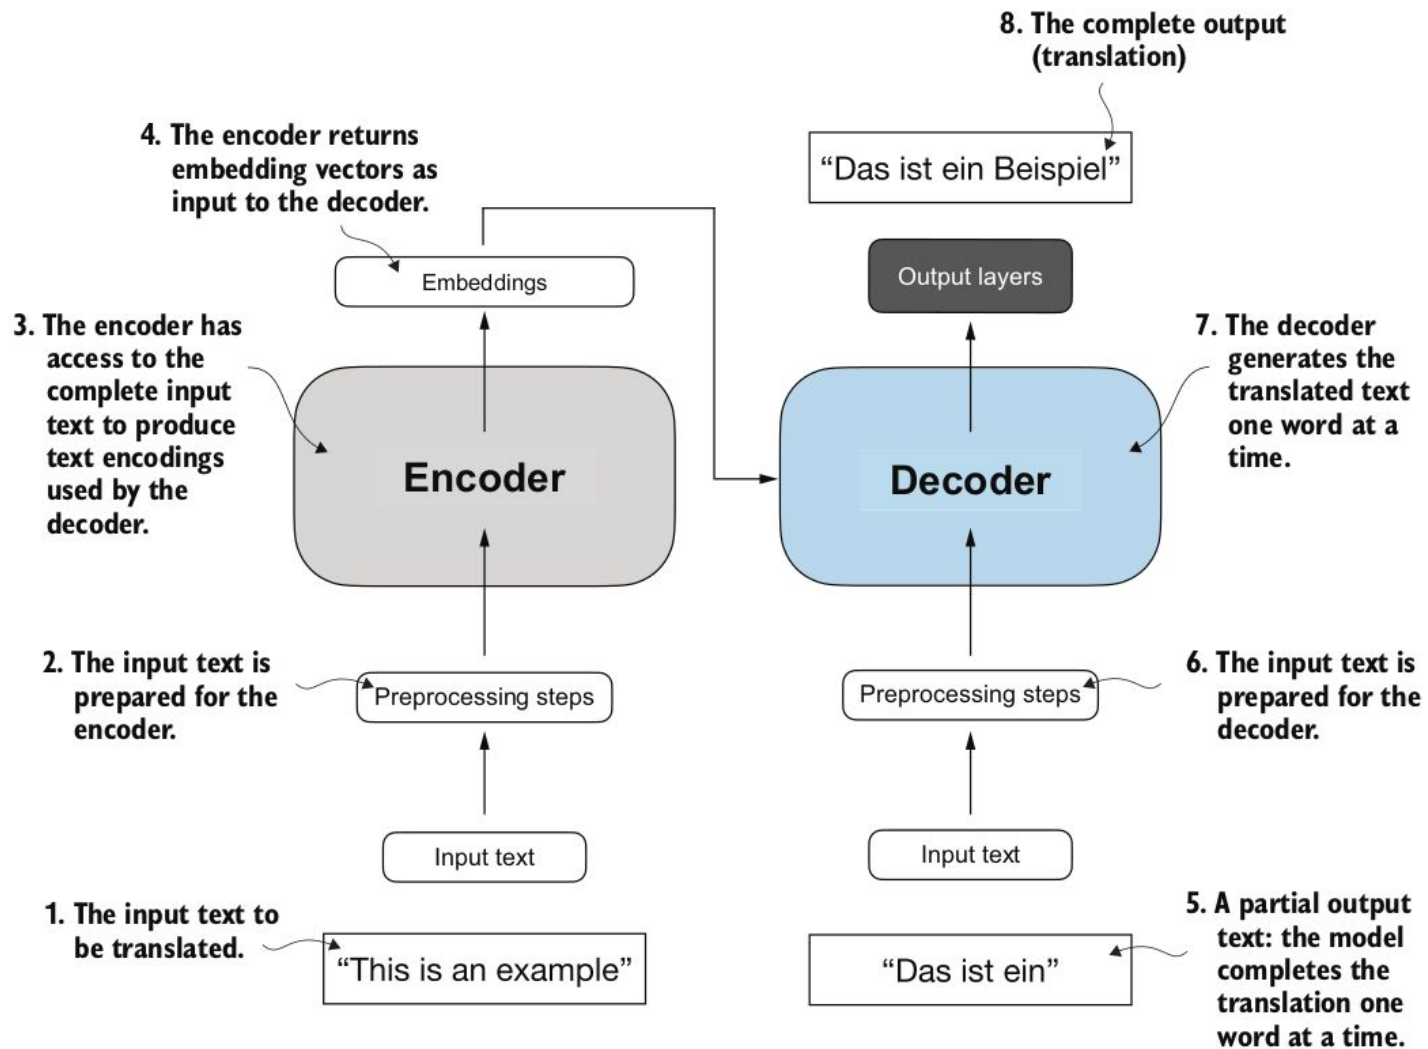 8. The complete output
(translation)
4. The encoder returns
embedding vectors as
input to the decoder.
“Das ist ein Beispiel”
Embeddings
Output layers
3. The encoder has
access to the
complete input
text to produce
text encodings
used by the
decoder.
7. The decoder
generates the
translated text
one word at a
time.
Encoder
Decoder
2. The input text is
prepared for the
encoder.
Preprocessing steps
Preprocessing steps
6. The input text is
prepared for the
decoder.
Input text
Input text
1. The input text to
be translated.
“This is an example”
“Das ist ein”
5. A partial output
text: the model
completes the
translation one
word at a time.